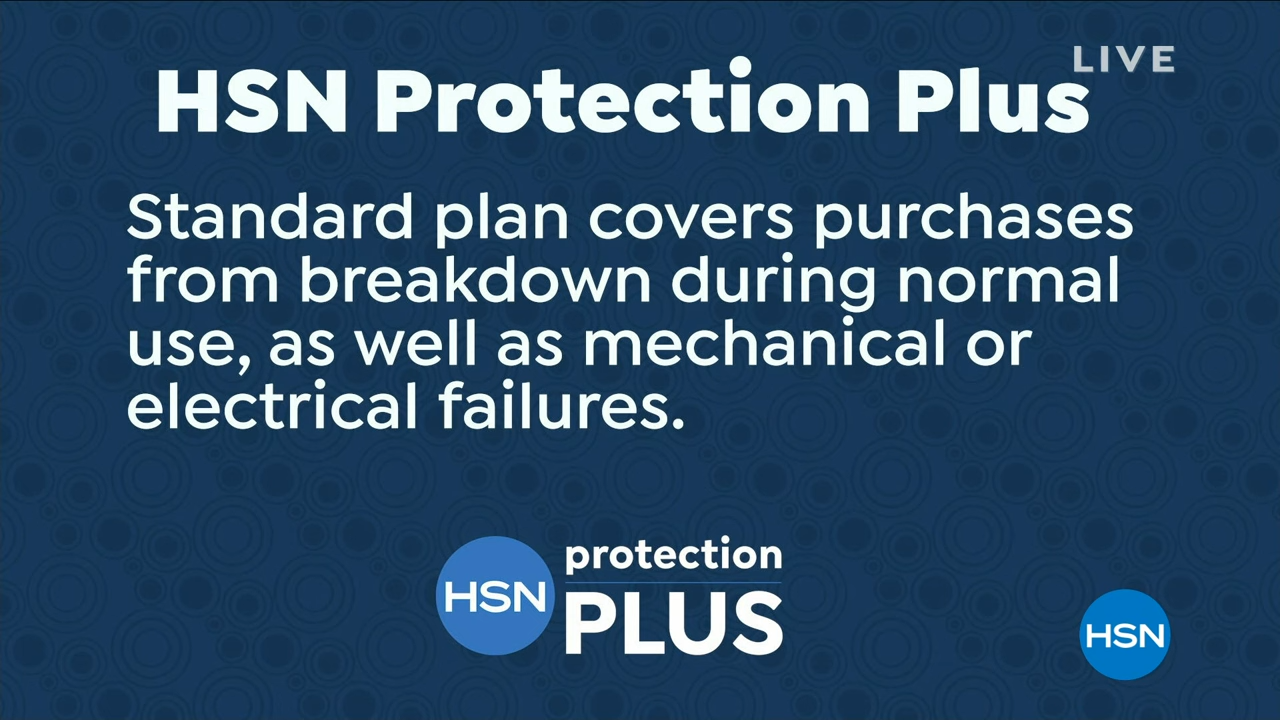 LIVE
HSN Protection Plus
Standard plan covers purchases
from breakdown during normal
use, as well as mechanical or
electrical failures.
HSN
protection
PLUS
HSN